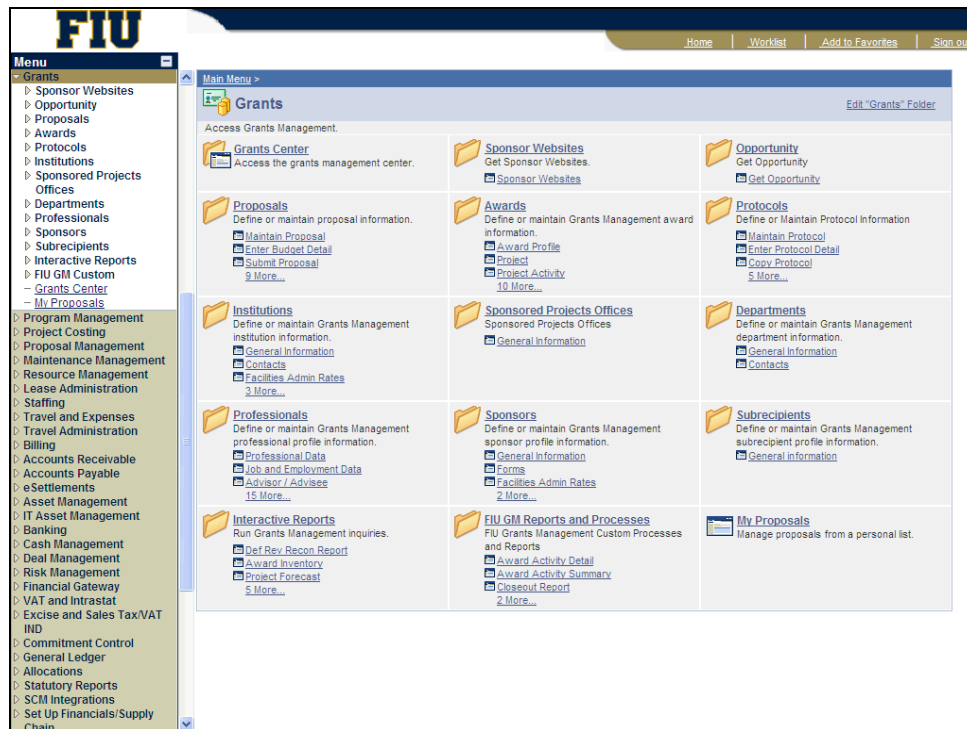 FIU
Home
Worklist
Add to Favorites
Sign ou
Menu
Grants
Sponsor Websites
Opportunity
Proposals
Awards
Protocols
Institutions
Sponsored Projects
Offices
Departments
Professionals
Sponsors
Subrecipients
Interactive Reports
FIU GM Custom
Grants Center
My Proposals
Program Management
Project Costing
Proposal Management
Maintenance Management
Resource Management
Lease Administration
Staffing
Travel and Expenses
Travel Administration
Billing
Accounts Receivable
Accounts Payable
eSettlements
Asset Management
IT Asset Management
Banking
Cash Management
Deal Management
Risk Management
Financial Gateway
VAT and Intrastat
Excise and Sales Tax/VAT
IND
Commitment Control
General Ledger
Allocations
Statutory Reports
SCM Integrations
Set Up Financials/Supply
Chain
Main Menu >
Grants
Edit "Grants" Folder
Access Grants Management.
Grants Center
Access the grants management center.
Sponsor Websites
Get Sponsor Websites.
Sponsor Websites
Opportunity
Get Opportunity
Get Opportunity
Proposals
Define or maintain proposal information.
Maintain Proposal
Enter Budget Detail
Submit Proposal
9 More...
Awards
Define or maintain Grants Management award
information.
Award Profile
Project
Project Activity
10 More...
Protocols
Define or Maintain Protocol Information
Maintain Protocol
Enter Protocol Detail
Copy Protocol
5 More...
Institutions
Define or maintain Grants Management
institution information.
General Information
Contacts
Facilities Admin Rates
3 More...
Sponsored Projects Offices
Sponsored Projects Offices
General Information
Departments
Define or maintain Grants Management
department information.
General Information
Contacts
Professionals
Define or maintain Grants Management
professional profile information.
Professional Data
Job and Employment Data
Advisor / Advisee
15 More...
Sponsors
Define or maintain Grants Management
sponsor profile information.
General Information
Forms
Facilities Admin Rates
2 More...
Subrecipients
Define or maintain Grants Management
subrecipient profile information.
General information
Interactive Reports
Run Grants Management inquiries.
Def Rev Recon Report
Award Inventory
Project Forecast
5 More...
FIU GM Reports and Processes
FIU Grants Management Custom Processes
and Reports
Award Activity Detail
Award Activity Summary
Closeout Report
2 More...
My Proposals
Manage proposals from a personal list.